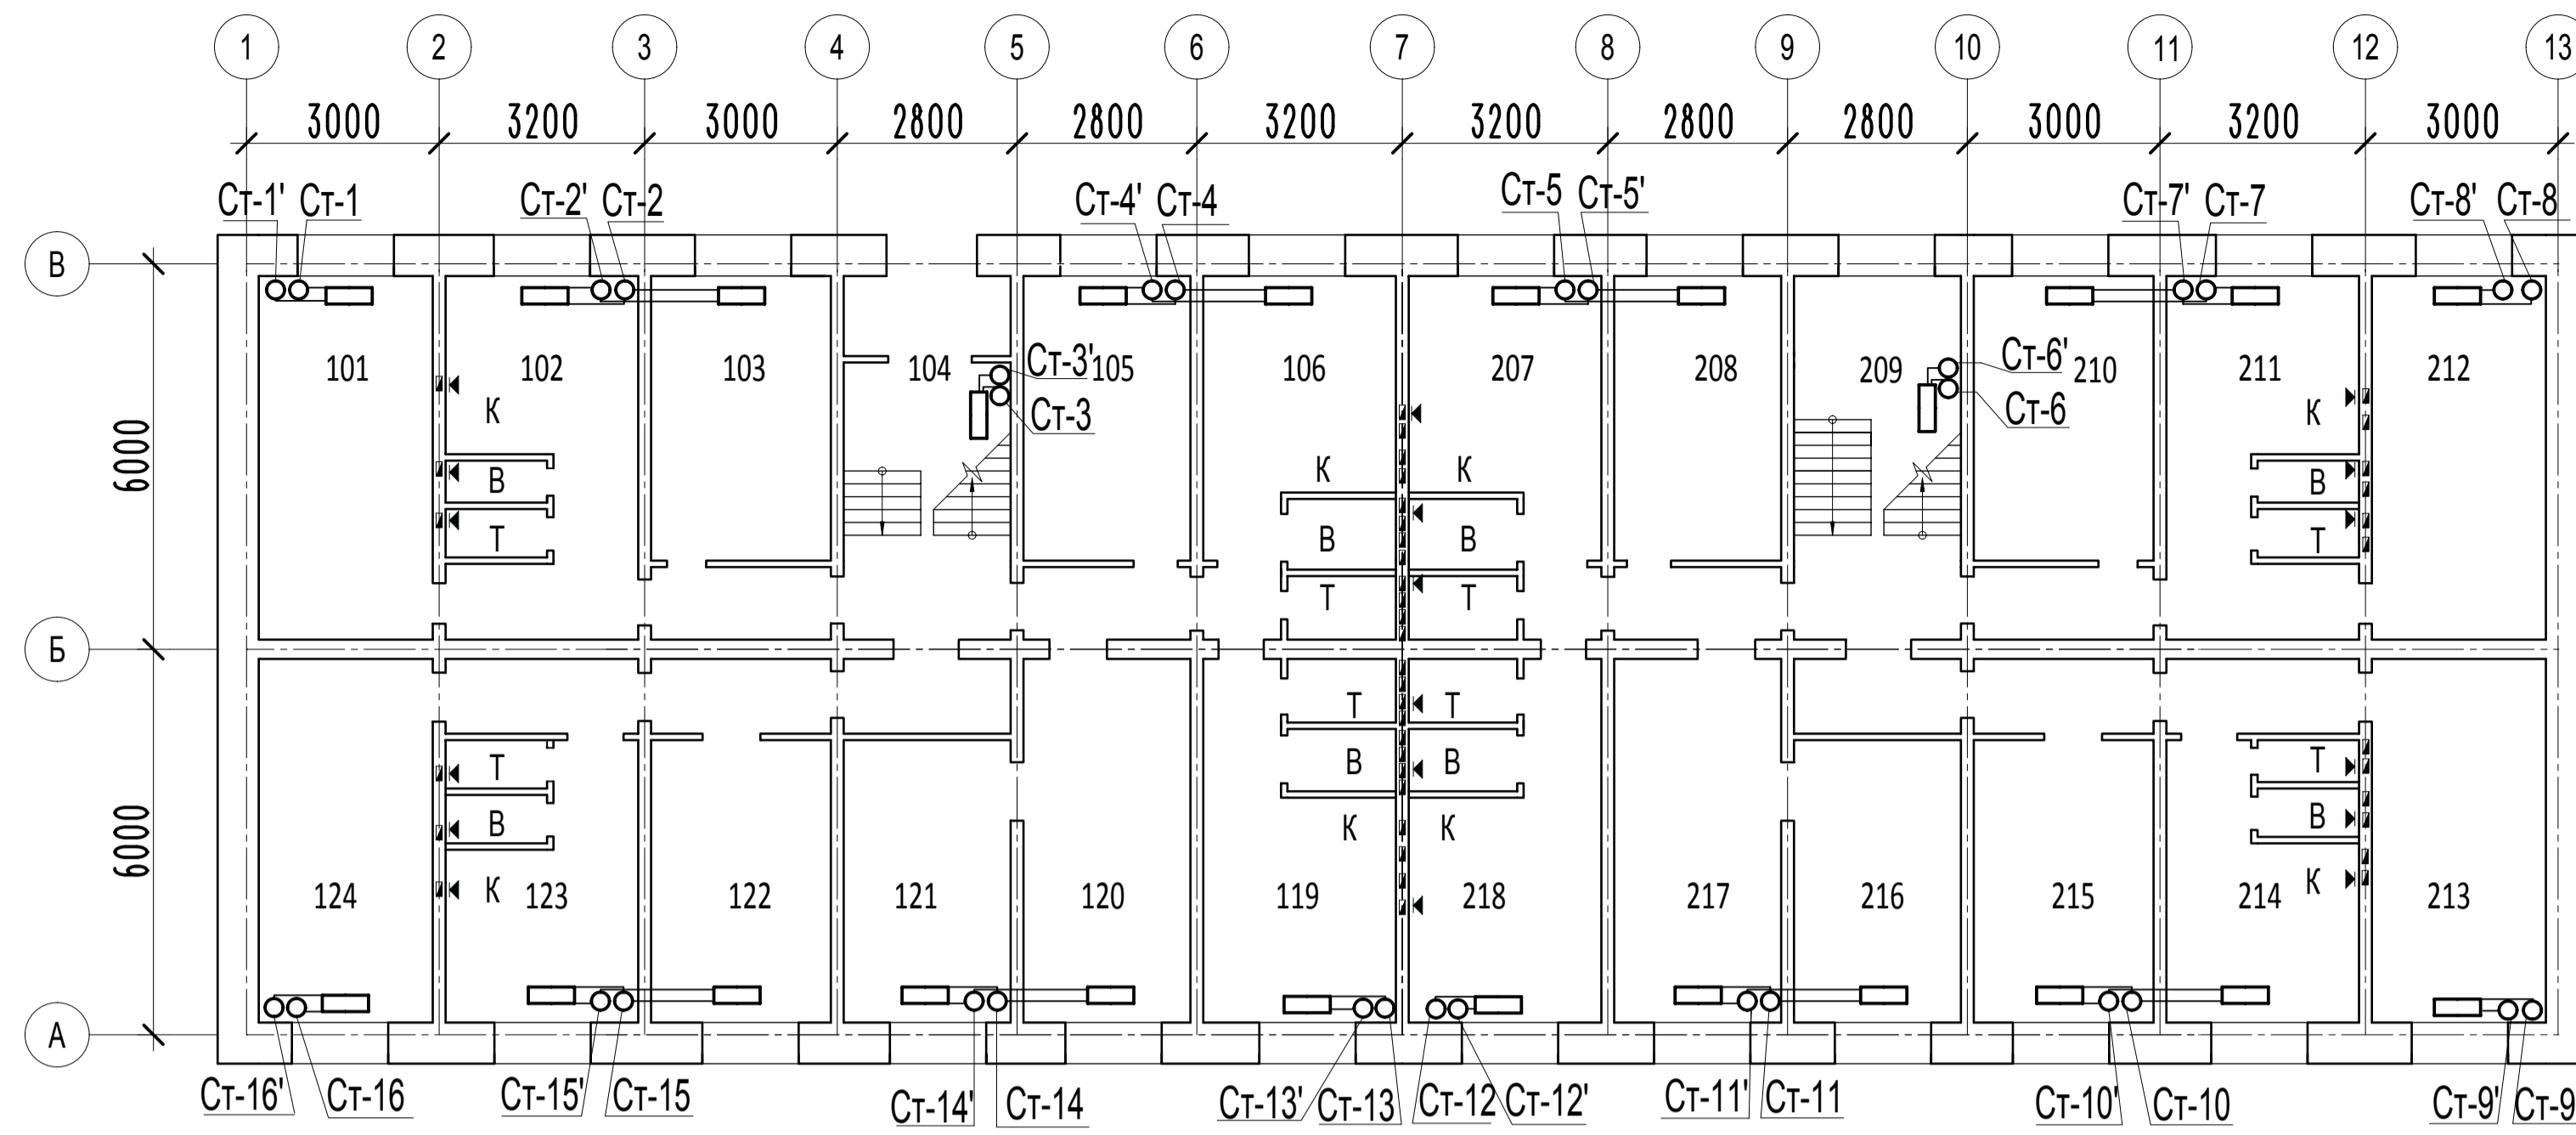 1 2 3 4 5 6 7 8 9 10 11 12 13
3000 3200 3000 2800 2800 3200 3200 2800 2800 3000 3200 3000
Ст-1' Ст-1 Ст-2' Ст-2 Ст-4' Ст-4 Ст-5 Ст-5' Ст-7' Ст-7 Ст-8' Ст-8
В
101 102 103 104 Ст-3' 105 106 207 208 209 Ст-6' 210 211 212
К Ст-3 Ст-6 К
6000
В К К В
Т В В Т
Т Т
Б
Т Т
Т В В Т
6000
В К К В
124 К 123 122 121 120 119 218 217 216 215 214 К 213
А
Ст-16' Ст-16 Ст-15' Ст-15 Ст-14' Ст-14 Ст-13' Ст-13 Ст-12 Ст-12' Ст-11' Ст-11 Ст-10' Ст-10 Ст-9' Ст-9